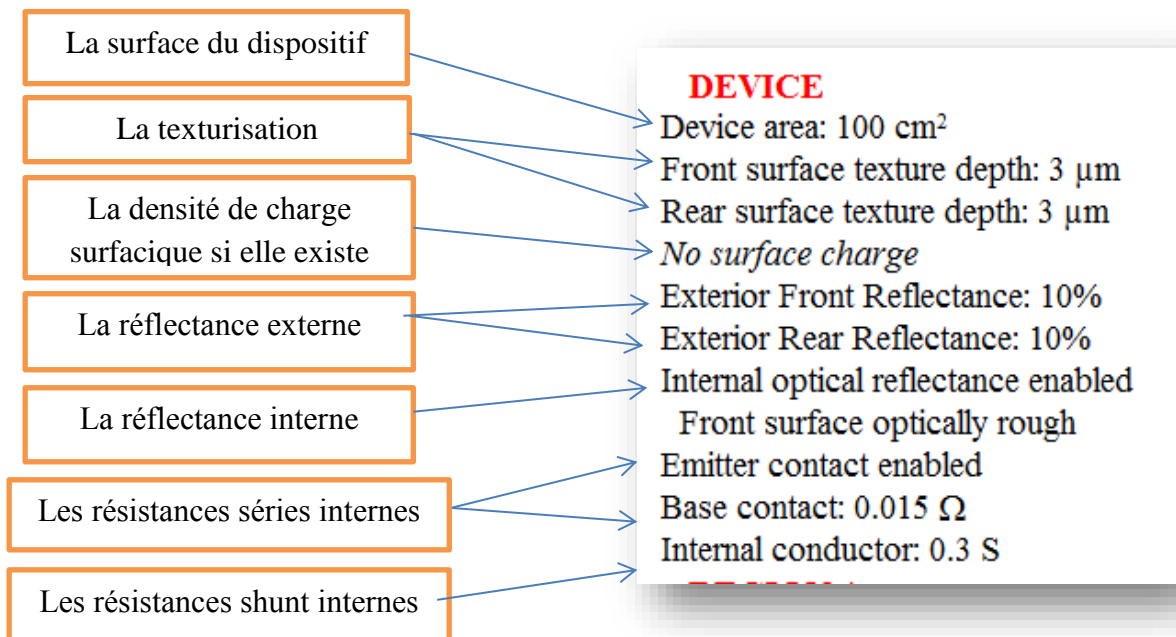 La surface du dispositif
La texturisation
La densité de charge
surfacique si elle existe
La réflectance externe
La réflectance interne
Les résistances séries internes
Les résistances shunt internes
DEVICE
Device area: 100 cm²
Front surface texture depth: 3 µm
Rear surface texture depth: 3 µm
No surface charge
Exterior Front Reflectance: 10%
Exterior Rear Reflectance: 10%
Internal optical reflectance enabled
Front surface optically rough
Emitter contact enabled
Base contact: 0.015 Ω
Internal conductor: 0.3 S